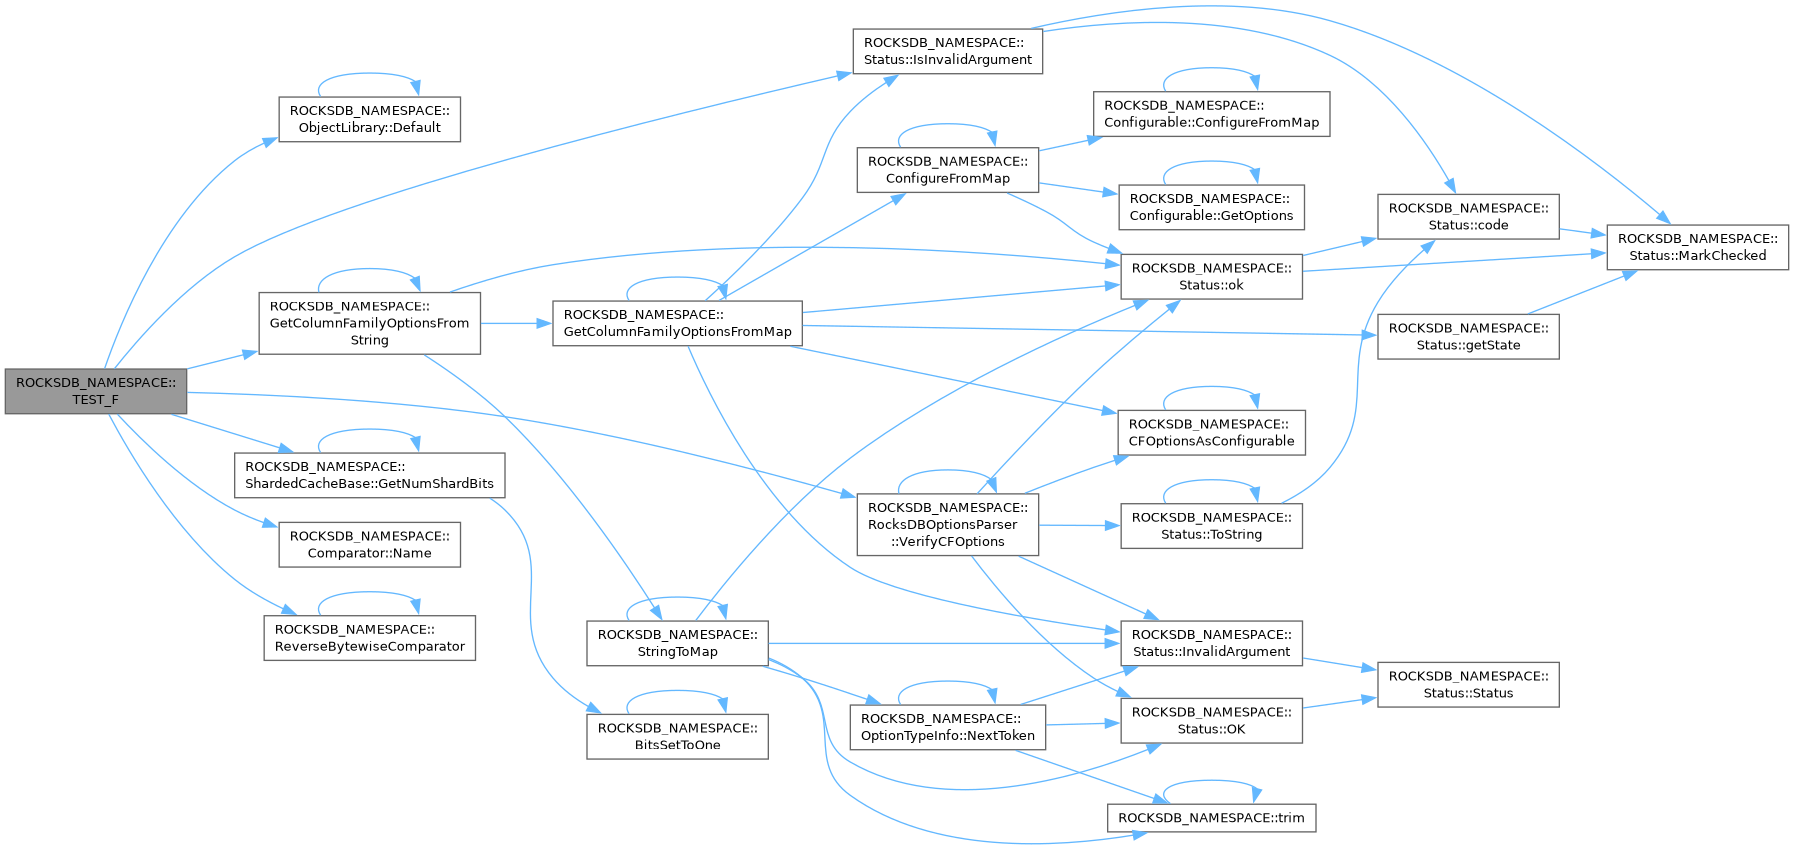 ROCKSDB_NAMESPACE::
TEST_F
ROCKSDB_NAMESPACE::
ObjectLibrary::Default
ROCKSDB_NAMESPACE::
GetColumnFamilyOptionsFrom
String
ROCKSDB_NAMESPACE::
ShardedCacheBase::GetNumShardBits
ROCKSDB_NAMESPACE::
Comparator::Name
ROCKSDB_NAMESPACE::
ReverseBytewiseComparator
ROCKSDB_NAMESPACE::
GetColumnFamilyOptionsFromMap
ROCKSDB_NAMESPACE::
StringToMap
ROCKSDB_NAMESPACE::
BitsSetToOne
ROCKSDB_NAMESPACE::
Status::IsInvalidArgument
ROCKSDB_NAMESPACE::
ConfigureFromMap
ROCKSDB_NAMESPACE::
RocksDBOptionsParser
::VerifyCFOptions
ROCKSDB_NAMESPACE::
OptionTypeInfo::NextToken
ROCKSDB_NAMESPACE::
Configurable::ConfigureFromMap
ROCKSDB_NAMESPACE::
Configurable::GetOptions
ROCKSDB_NAMESPACE::
Status::ok
ROCKSDB_NAMESPACE::
CFOptionsAsConfigurable
ROCKSDB_NAMESPACE::
Status::ToString
ROCKSDB_NAMESPACE::
Status::InvalidArgument
ROCKSDB_NAMESPACE::
Status::OK
ROCKSDB_NAMESPACE::trim
ROCKSDB_NAMESPACE::
Status::code
ROCKSDB_NAMESPACE::
Status::getState
ROCKSDB_NAMESPACE::
Status::Status
ROCKSDB_NAMESPACE::
Status::MarkChecked